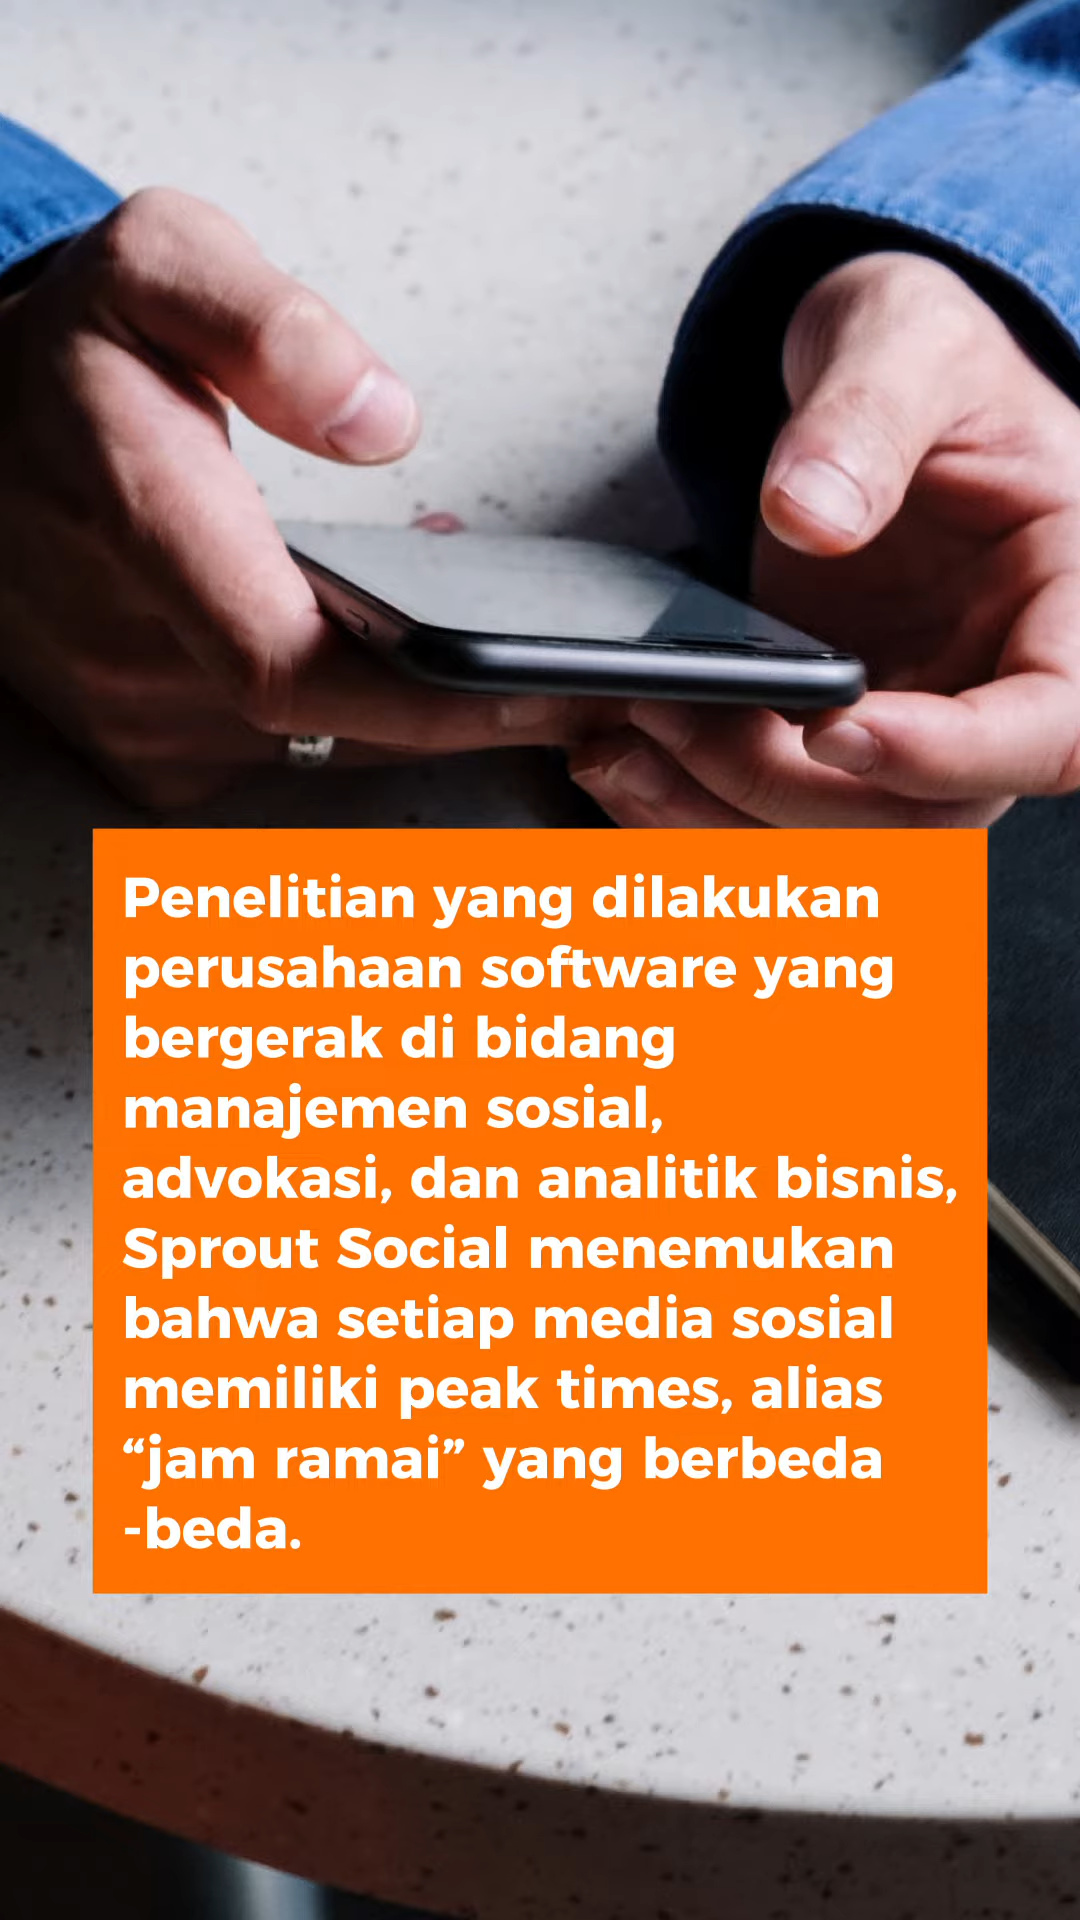 Penelitian yang dilakukan
perusahaan software yang
bergerak di bidang
manajemen sosial,
advokasi, dan analitik bisnis,
Sprout Social menemukan
bahwa setiap media sosial
memiliki peak times, alias
“jam ramai” yang berbeda
-beda.